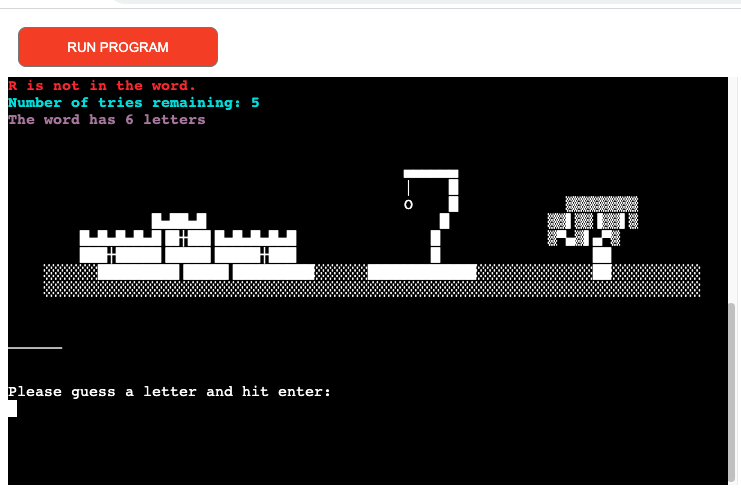 RUN PROGRAM
R is not in the word.
Number of tries remaining: 5
The word has 6 letters
______
Please guess a letter and hit enter: